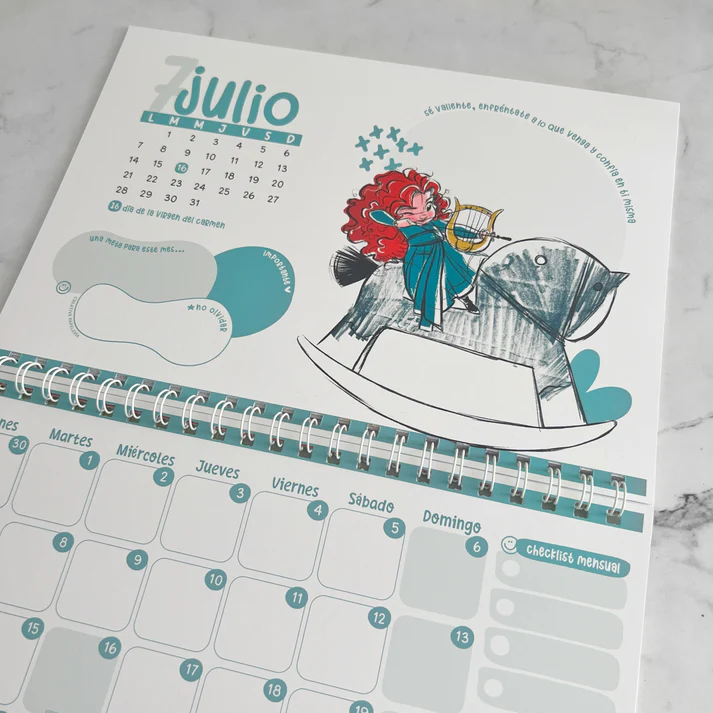 7 julio
L M M J V S D
1 2 3 4 5 6
7 8 9 10 11 12 13
14 15 16 17 18 19 20
21 22 23 24 25 26 27
28 29 30 31
16 día de la Virgen del Carmen
sé valiente, enfréntate a lo que venga y confía en ti misma
una meta para este mes...
importante
no olvidar
nes Martes Miércoles Jueves Viernes Sábado Domingo
30 1 2 3 4 5 6
checklist mensual
8 9 10 11 12 13
15 16 17 18 19